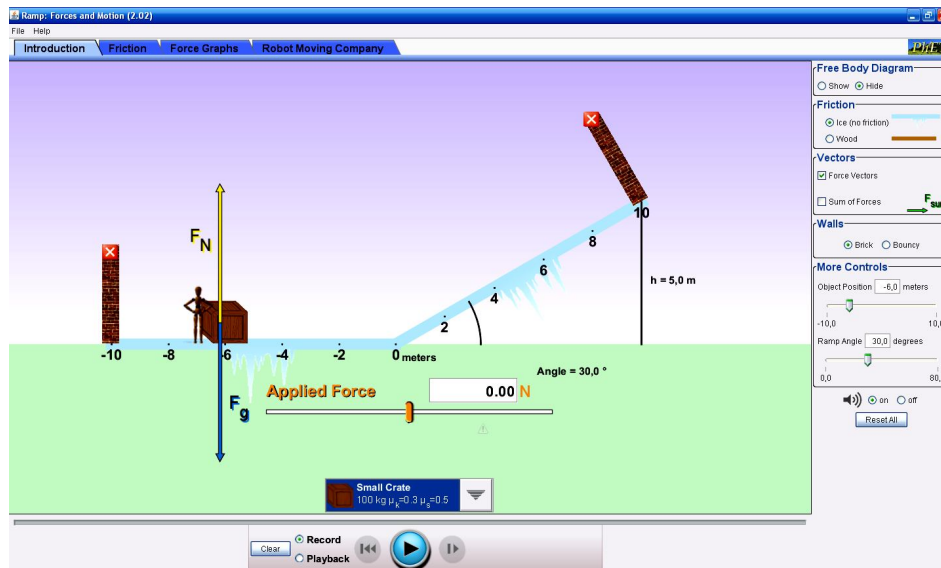 Ramp: Forces and Motion (2.02)
File Help
Introduction Friction Force Graphs Robot Moving Company
PhET
Free Body Diagram
Show Hide
Friction
Ice (no friction)
Wood
Vectors
Force Vectors
Sum of Forces
Walls
Brick Bouncy
More Controls
Object Position -6,0 meters
-10,0 10,
Ramp Angle 30,0 degrees
0,0 80,
on off
Reset All
F N
F g
10
8
6
4
2
h = 5,0 m
-10 -8 -6 -4 -2 0 meters
Angle = 30,0 °
Applied Force 0.00 N
Small Crate
100 kg μk=0.3 μs=0.5
Clear Record
Playback